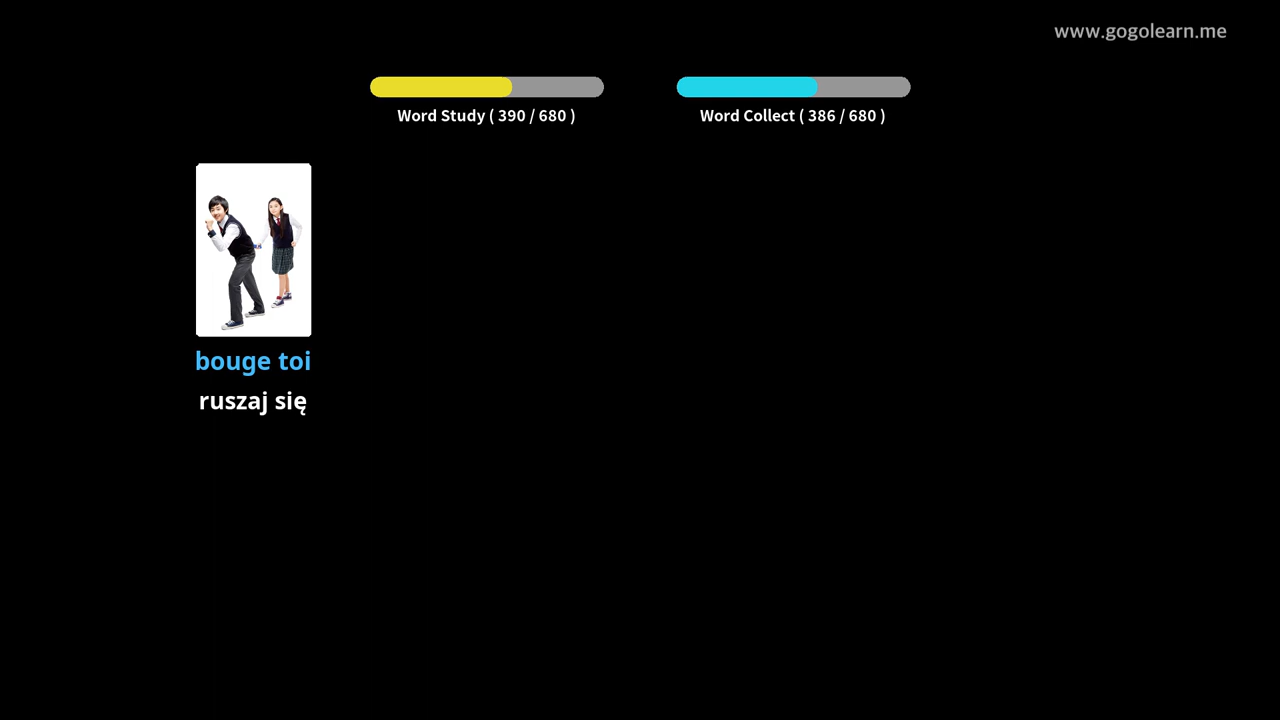 www.gogolearn.me
Word Study ( 390 / 680 )
Word Collect ( 386 / 680 )
bouge toi
ruszaj się